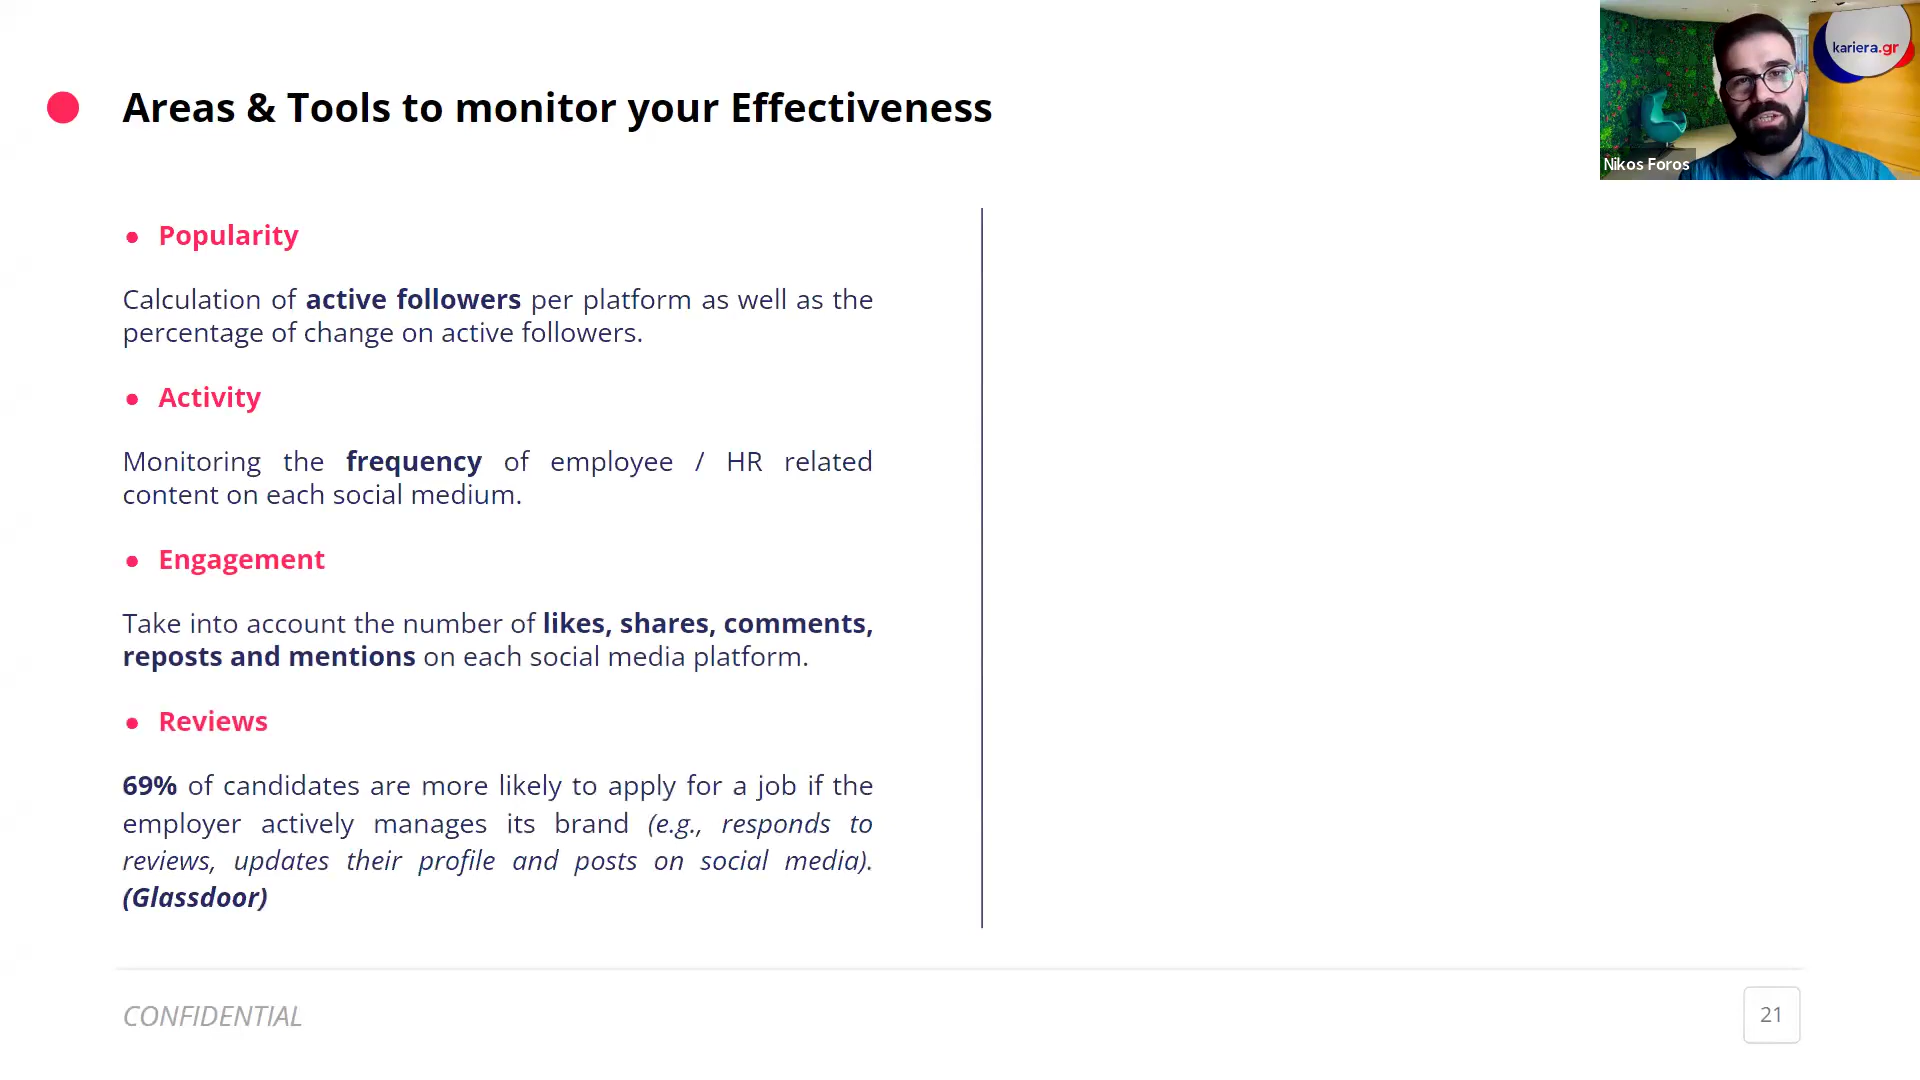 Areas & Tools to monitor your Effectiveness
kariera.gr
Nikos Foros
• Popularity
Calculation of active followers per platform as well as the
percentage of change on active followers.
• Activity
Monitoring the frequency of employee / HR related
content on each social medium.
• Engagement
Take into account the number of likes, shares, comments,
reposts and mentions on each social media platform.
• Reviews
69% of candidates are more likely to apply for a job if the
employer actively manages its brand (e.g., responds to
reviews, updates their profile and posts on social media).
(Glassdoor)
CONFIDENTIAL
21